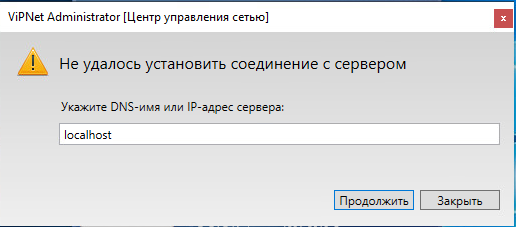 ViPNet Administrator [Центр управления сетью]
Не удалось установить соединение с сервером
Укажите DNS-имя или IP-адрес сервера:
localhost
Продолжить
Закрыть